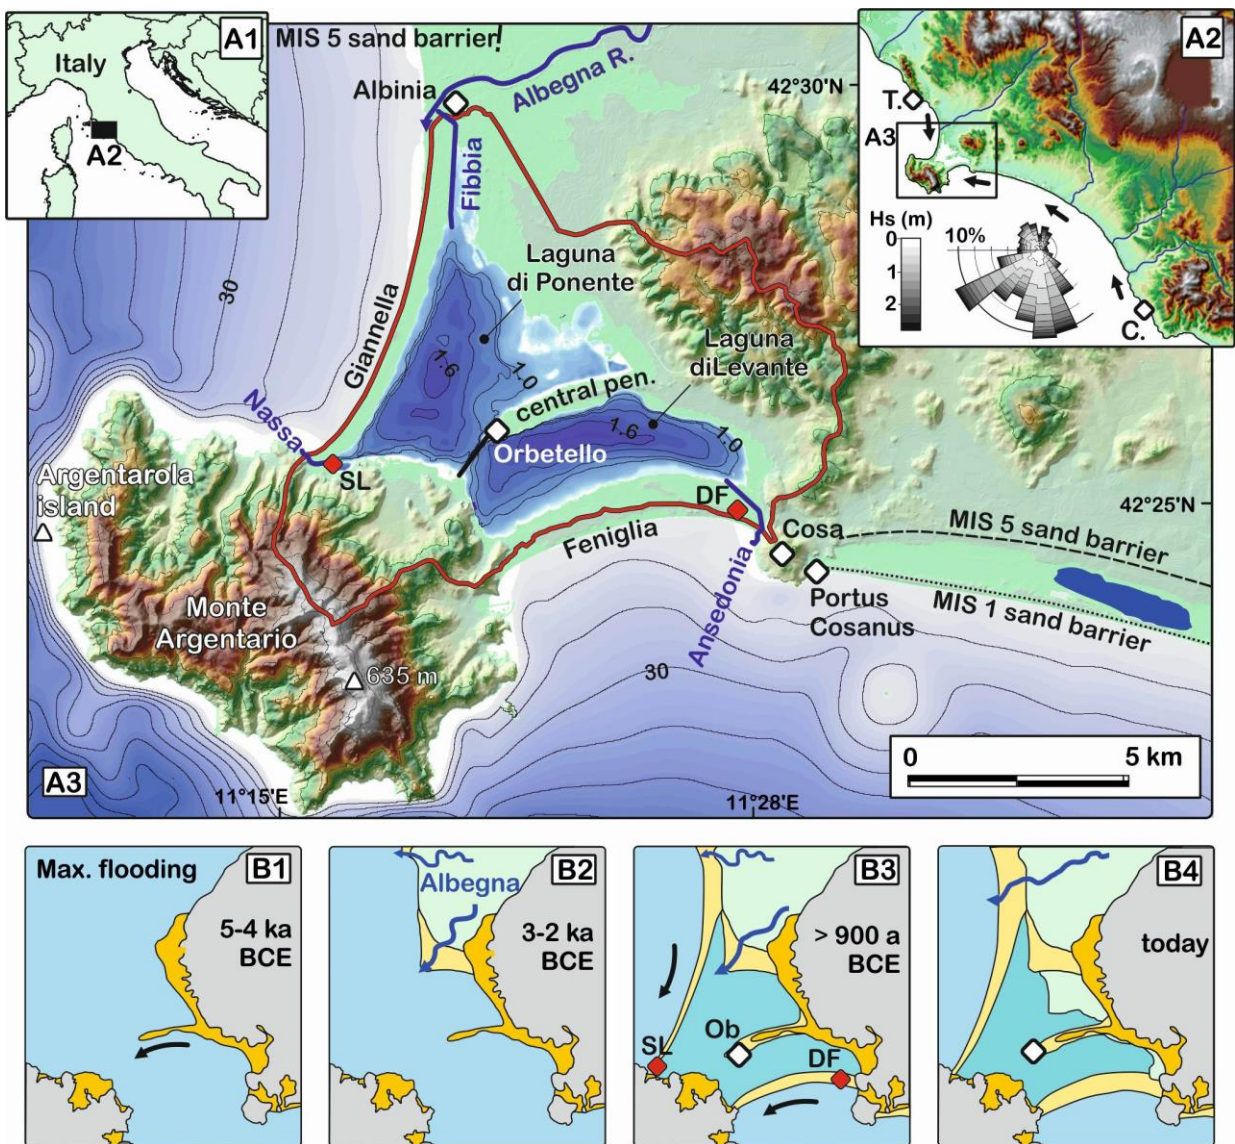 A1
Italy
A2
MIS 5 sand barrier
Albinia
Albegna R.
42°30'N
A2
T.
A3
Hs (m)
0
1
2
10%
C.
Fibbia
30
Laguna
di Ponente
Giannella
1.6
1.0
Laguna
diLevante
central pen.
1.6
1.0
Nassa
Orbetello
SL
Argentarola
island
DF
42°25'N
Feniglia
Cosa
MIS 5 sand barrier
Ansedonia
Portus
Cosanus
MIS 1 sand barrier
Monte
Argentario
635 m
30
0
5 km
A3
11°15'E
11°28'E
Max. flooding
B1
5-4 ka
BCE
B2
Albegna
3-2 ka
BCE
B3
> 900 a
BCE
SL
Ob
DF
B4
today